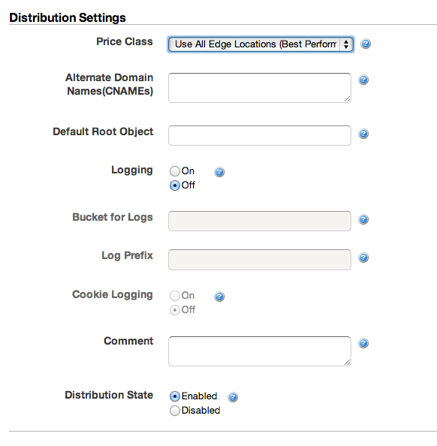 Distribution Settings
Price Class
Use All Edge Locations (Best Perform
Alternate Domain
Names(CNAMEs)
Default Root Object
Logging
On
Off
Bucket for Logs
Log Prefix
Cookie Logging
On
Off
Comment
Distribution State
Enabled
Disabled